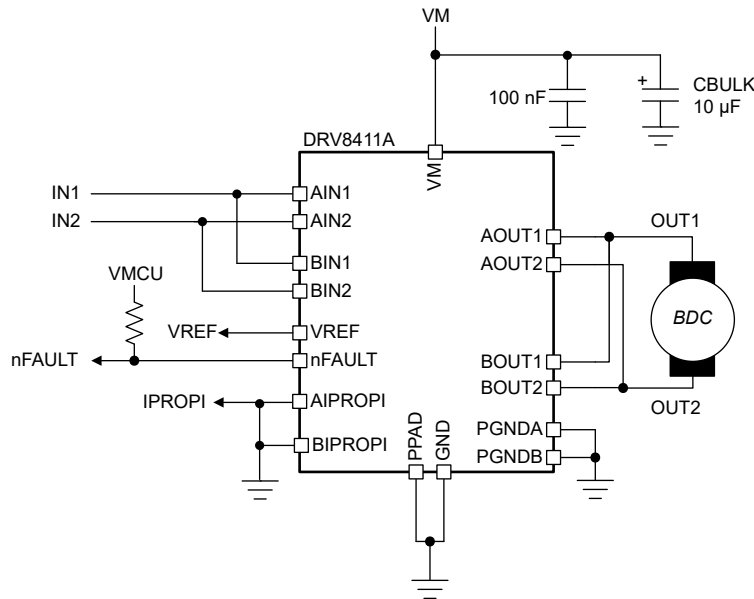 VM
100 nF
+
CBULK
10 µF
DRV8411A
VM
IN1
AIN1
IN2
AIN2
AOUT1
OUT1
AOUT2
BIN1
VMCU
BIN2
BDC
VREF
VREF
nFAULT
nFAULT
BOUT1
BOUT2
OUT2
IPROPI
AIPROPI
PGNDA
BIPROPI
PPAD
GND
PGNDB